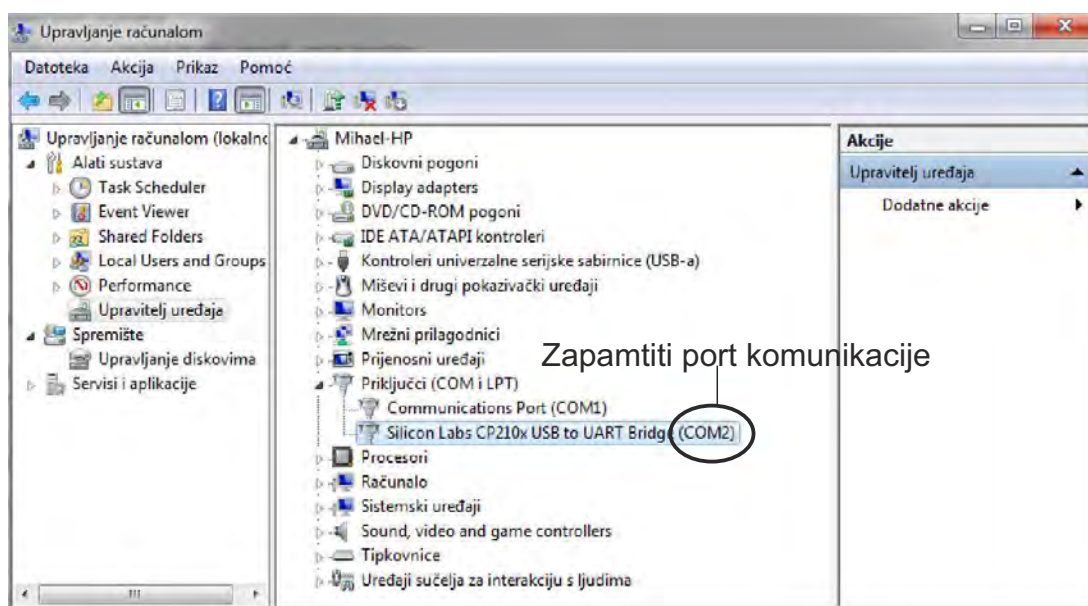 Upravljanje računalom
Datoteka Akcija Prikaz Pomoć
Upravljanje računalom (lokalno
Alati sustava
Task Scheduler
Event Viewer
Shared Folders
Local Users and Groups
Performance
Upravitelj uređaja
Spremište
Upravljanje diskovima
Servisi i aplikacije
Mihael-HP
Diskovni pogoni
Display adapters
DVD/CD-ROM pogoni
IDE ATA/ATAPI kontroleri
Kontroleri univerzalne serijske sabirnice (USB-a)
Miševi i drugi pokazivački uređaji
Monitors
Mrežni prilagodnici
Prijenosni uređaji
Priključci (COM i LPT)
Communications Port (COM1)
Silicon Labs CP210x USB to UART Bridge (COM2)
Procesori
Računalo
Sistemski uređaji
Sound, video and game controllers
Tipkovnice
Uređaji sučelja za interakciju s ljudima
Zapamtiti port komunikacije
Akcije
Upravitelj uređaja
Dodatne akcije